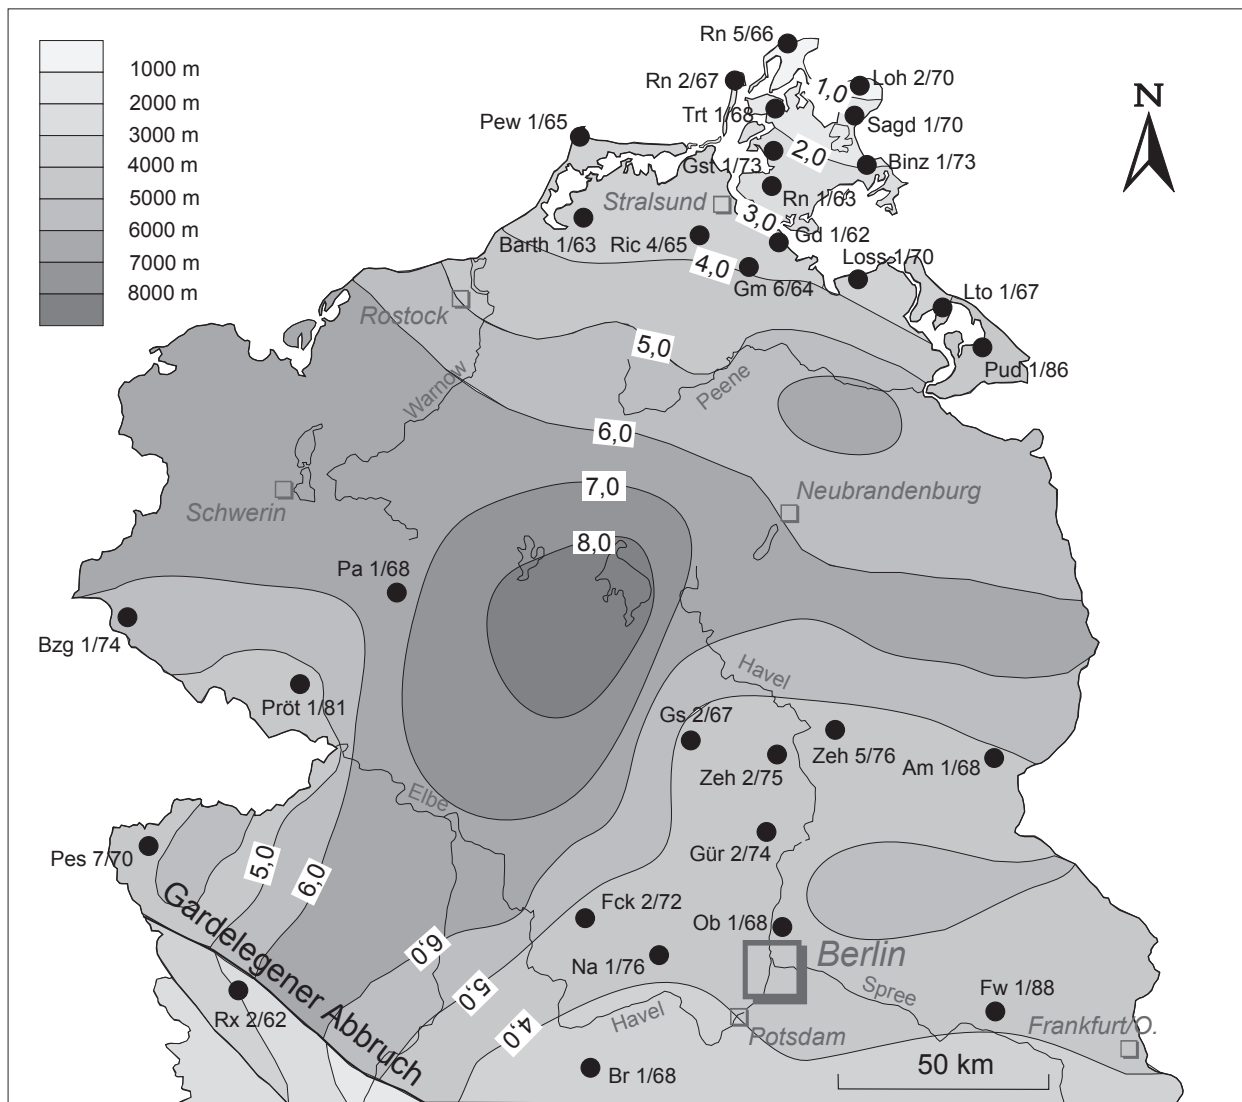 1000 m
2000 m
3000 m
4000 m
5000 m
6000 m
7000 m
8000 m
N
Rn 5/66
Rn 2/67
Loh 2/70
1,0
Trt 1/68
Sagd 1/70
Pew 1/65
2,0
Binz 1/73
Gst 1/73
Rn 1/63
Stralsund
3,0
Barth 1/63
Ric 4/65
Gd 1/62
Loss 1/70
4,0
Gm 6/64
Lto 1/67
Rostock
5,0
Pud 1/86
Warnow
Peene
6,0
7,0
Neubrandenburg
Schwerin
8,0
Pa 1/68
Bzg 1/74
Havel
Pröt 1/81
Gs 2/67
Zeh 5/76
Zeh 2/75
Am 1/68
Elbe
Pes 7/70
5,0
6,0
Gür 2/74
Gardelegener Abbruch
Fck 2/72
Ob 1/68
6,0
Na 1/76
Berlin
5,0
Spree
Fw 1/88
Rx 2/62
4,0
Havel
Potsdam
Frankfurt/O.
Br 1/68
50 km